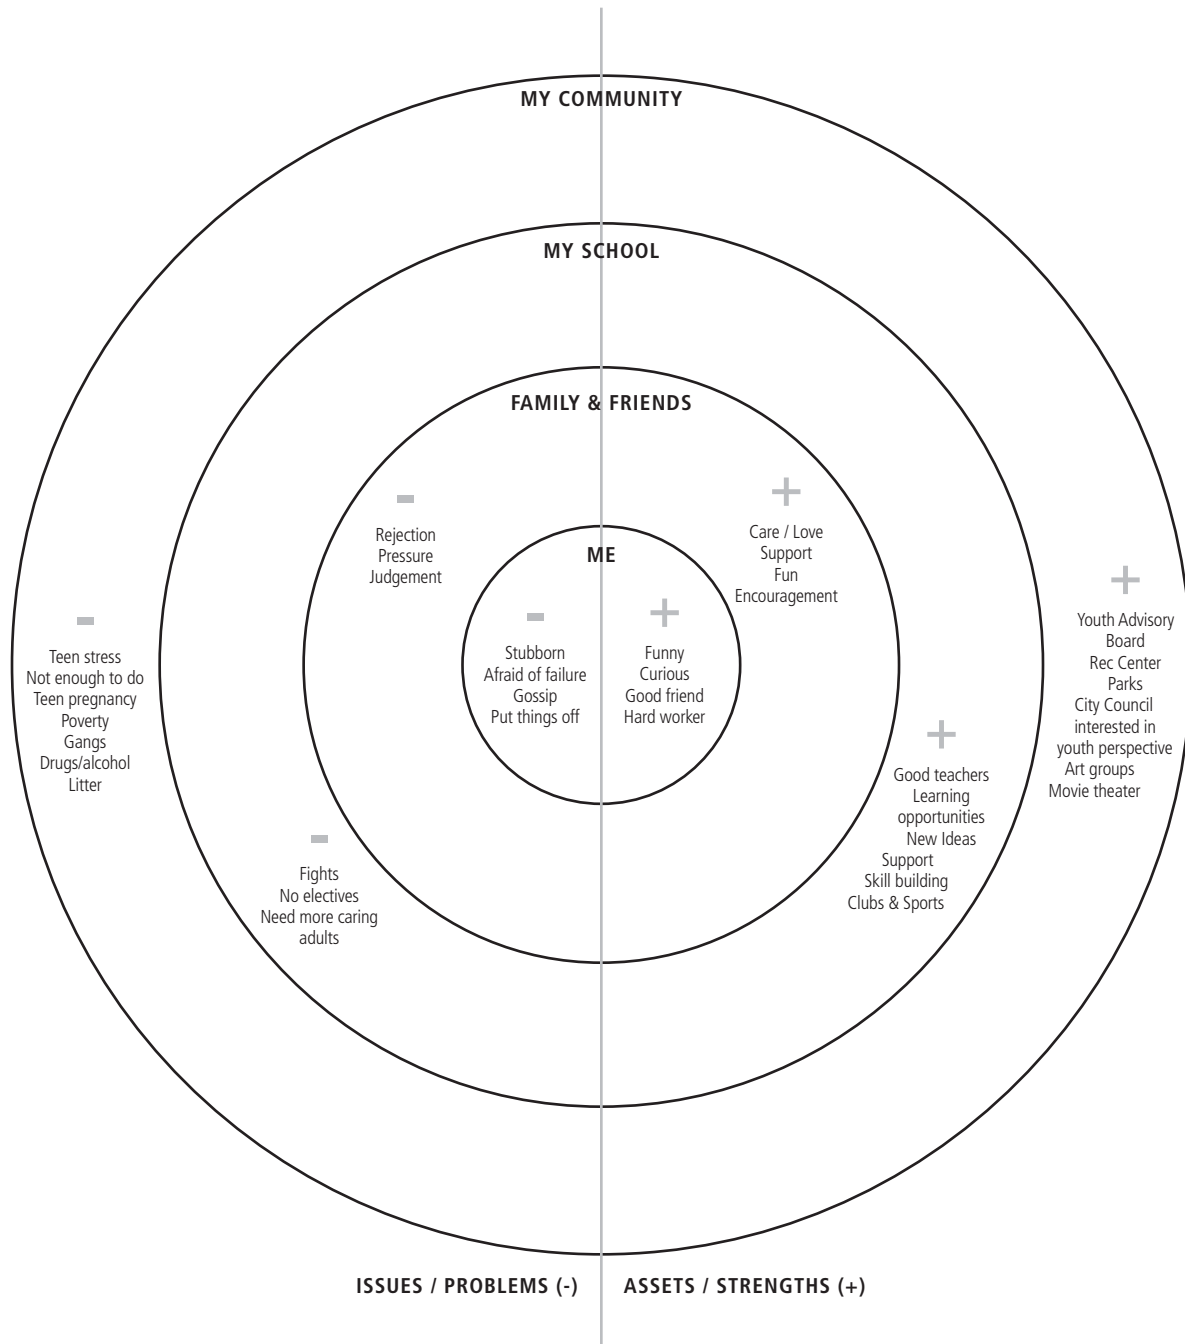 MY COMMUNITY
MY SCHOOL
FAMILY & FRIENDS
-
Rejection
Pressure
Judgement
+
Care / Love
Support
Fun
Encouragement
ME
-
Stubborn
Afraid of failure
Gossip
Put things off
+
Funny
Curious
Good friend
Hard worker
-
Teen stress
Not enough to do
Teen pregnancy
Poverty
Gangs
Drugs/alcohol
Litter
+
Youth Advisory
Board
Rec Center
Parks
City Council
interested in
youth perspective
Art groups
Movie theater
-
Fights
No electives
Need more caring
adults
+
Good teachers
Learning
opportunities
New Ideas
Support
Skill building
Clubs & Sports
ISSUES / PROBLEMS (-)
ASSETS / STRENGTHS (+)